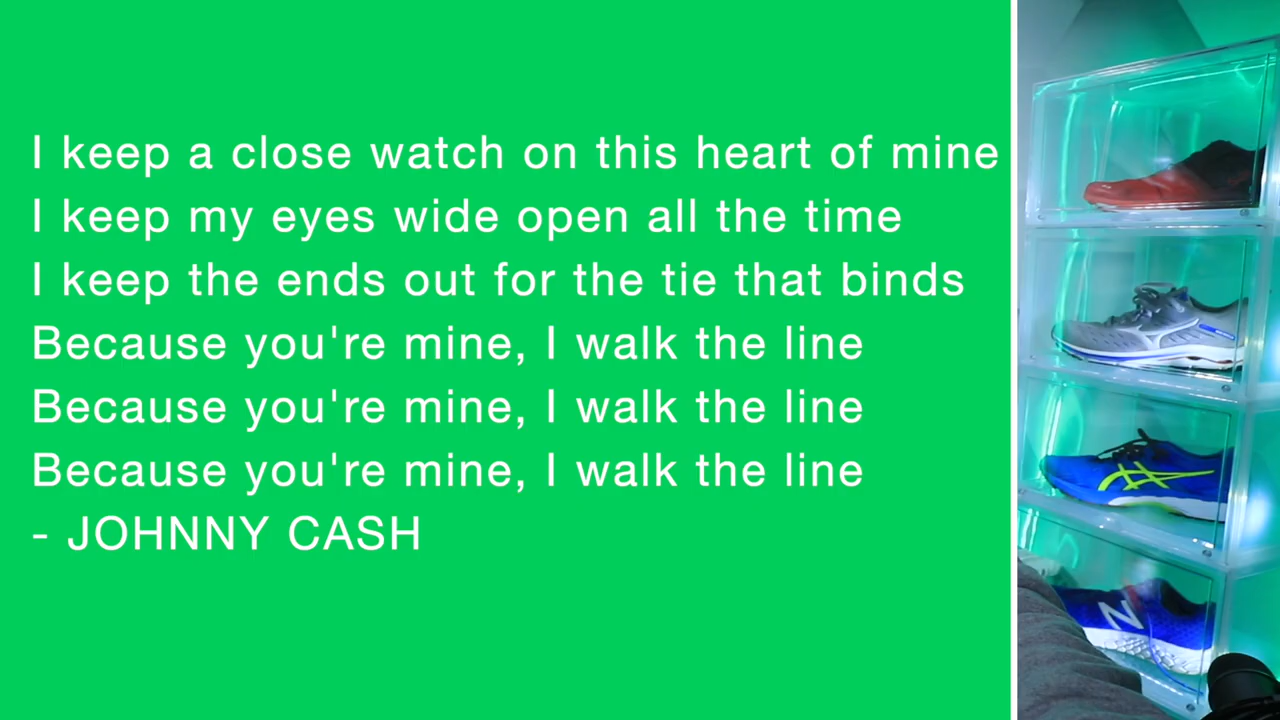 I keep a close watch on this heart of mine
I keep my eyes wide open all the time
I keep the ends out for the tie that binds
Because you're mine, I walk the line
Because you're mine, I walk the line
Because you're mine, I walk the line
- JOHNNY CASH
N